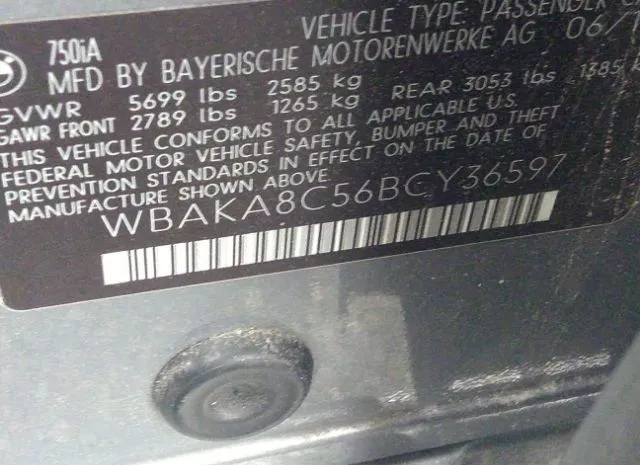 VEHICLE TYPE: PASSENGER
750iA
MFD BY BAYERISCHE MOTORENWERKE AG 06/
GVWR 5699 lbs 2585 kg
GAWR FRONT 2789 lbs 1265 kg REAR 3053 lbs 1385 k
THIS VEHICLE CONFORMS TO ALL APPLICABLE U.S.
FEDERAL MOTOR VEHICLE SAFETY, BUMPER AND THEFT
PREVENTION STANDARDS IN EFFECT ON THE DATE OF
MANUFACTURE SHOWN ABOVE.
WBAKA8C56BCY36597